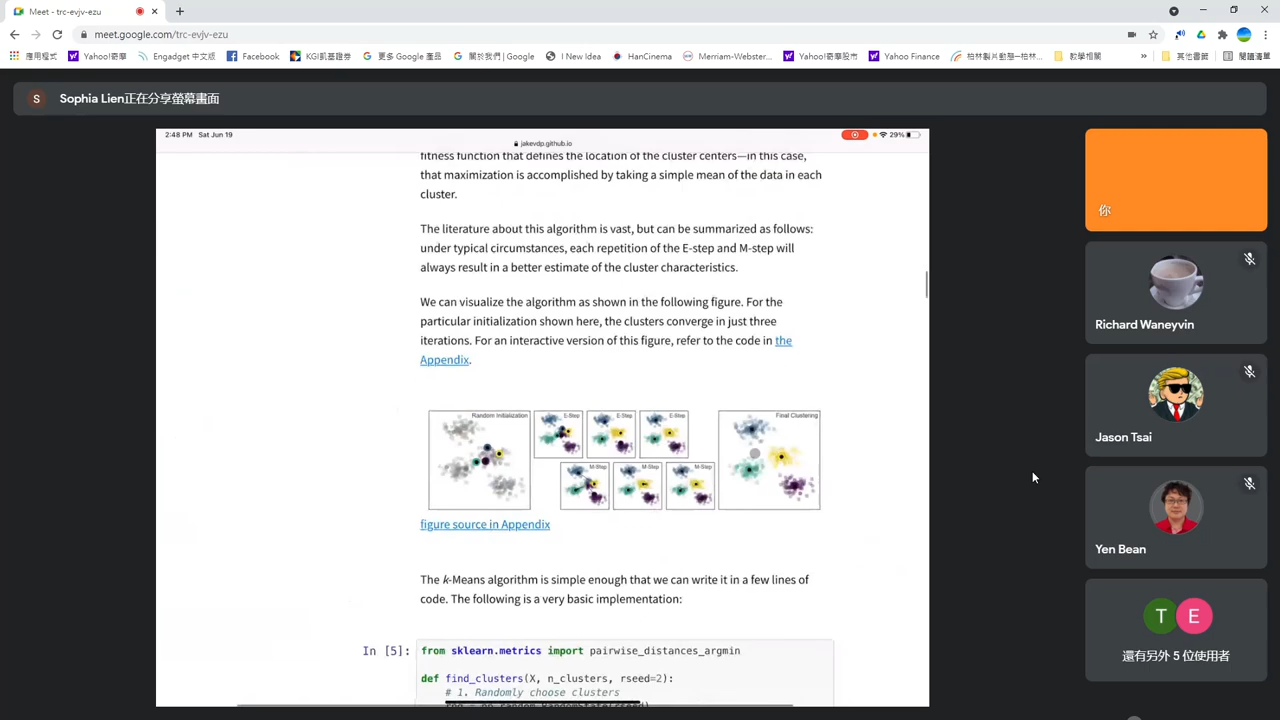 Meet - trc-evjv-ezu
meet.google.com/trc-evjv-ezu
應用程式 Yahoo!奇摩 Engadget 中文版 Facebook KGI凱基證券 更多 Google 產品 關於我們 | Google I New Idea HanCinema Merriam-Webster... Yahoo!奇摩股市 Yahoo Finance 柏林製片動態—柏林... 教學相關 » 其他書籤 閱讀清單
S Sophia Lien正在分享螢幕畫面
2:48 PM Sat Jun 19
29%
jakevdp.github.io
fitness function that defines the location of the cluster centers—in this case,
that maximization is accomplished by taking a simple mean of the data in each
cluster.
The literature about this algorithm is vast, but can be summarized as follows:
under typical circumstances, each repetition of the E-step and M-step will
always result in a better estimate of the cluster characteristics.
We can visualize the algorithm as shown in the following figure. For the
particular initialization shown here, the clusters converge in just three
iterations. For an interactive version of this figure, refer to the code in the
Appendix.
Random Initialization E-Step E-Step E-Step Final Clustering
M-Step M-Step M-Step
figure source in Appendix
The k-Means algorithm is simple enough that we can write it in a few lines of
code. The following is a very basic implementation:
In [5]: from sklearn.metrics import pairwise_distances_argmin
def find_clusters(X, n_clusters, rseed=2):
# 1. Randomly choose clusters
你
Richard Waneyvin
Jason Tsai
Yen Bean
T E
還有另外 5 位使用者